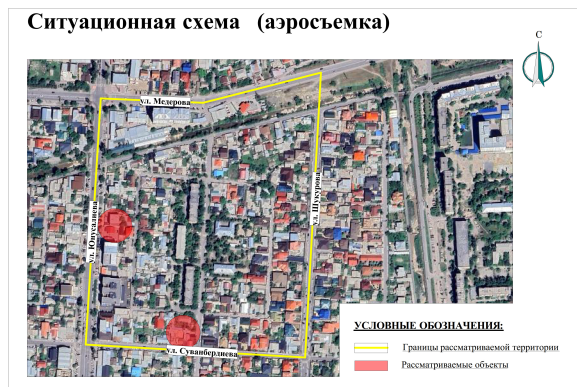 Ситуационная схема (аэросъемка)
С
ул. Медерова
ул. Юнусалиева
ул. Шукурова
ул. Суванбердиева
УСЛОВНЫЕ ОБОЗНАЧЕНИЯ:
Границы рассматриваемой территории
Рассматриваемые объекты